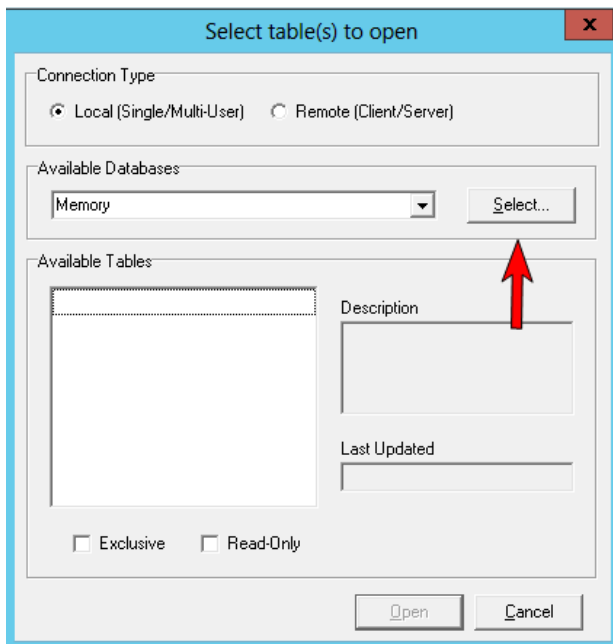 Select table(s) to open
x
Connection Type
Local (Single/Multi-User) Remote (Client/Server)
Available Databases
Memory Select...
Available Tables
Description
Last Updated
Exclusive Read-Only
Open Cancel